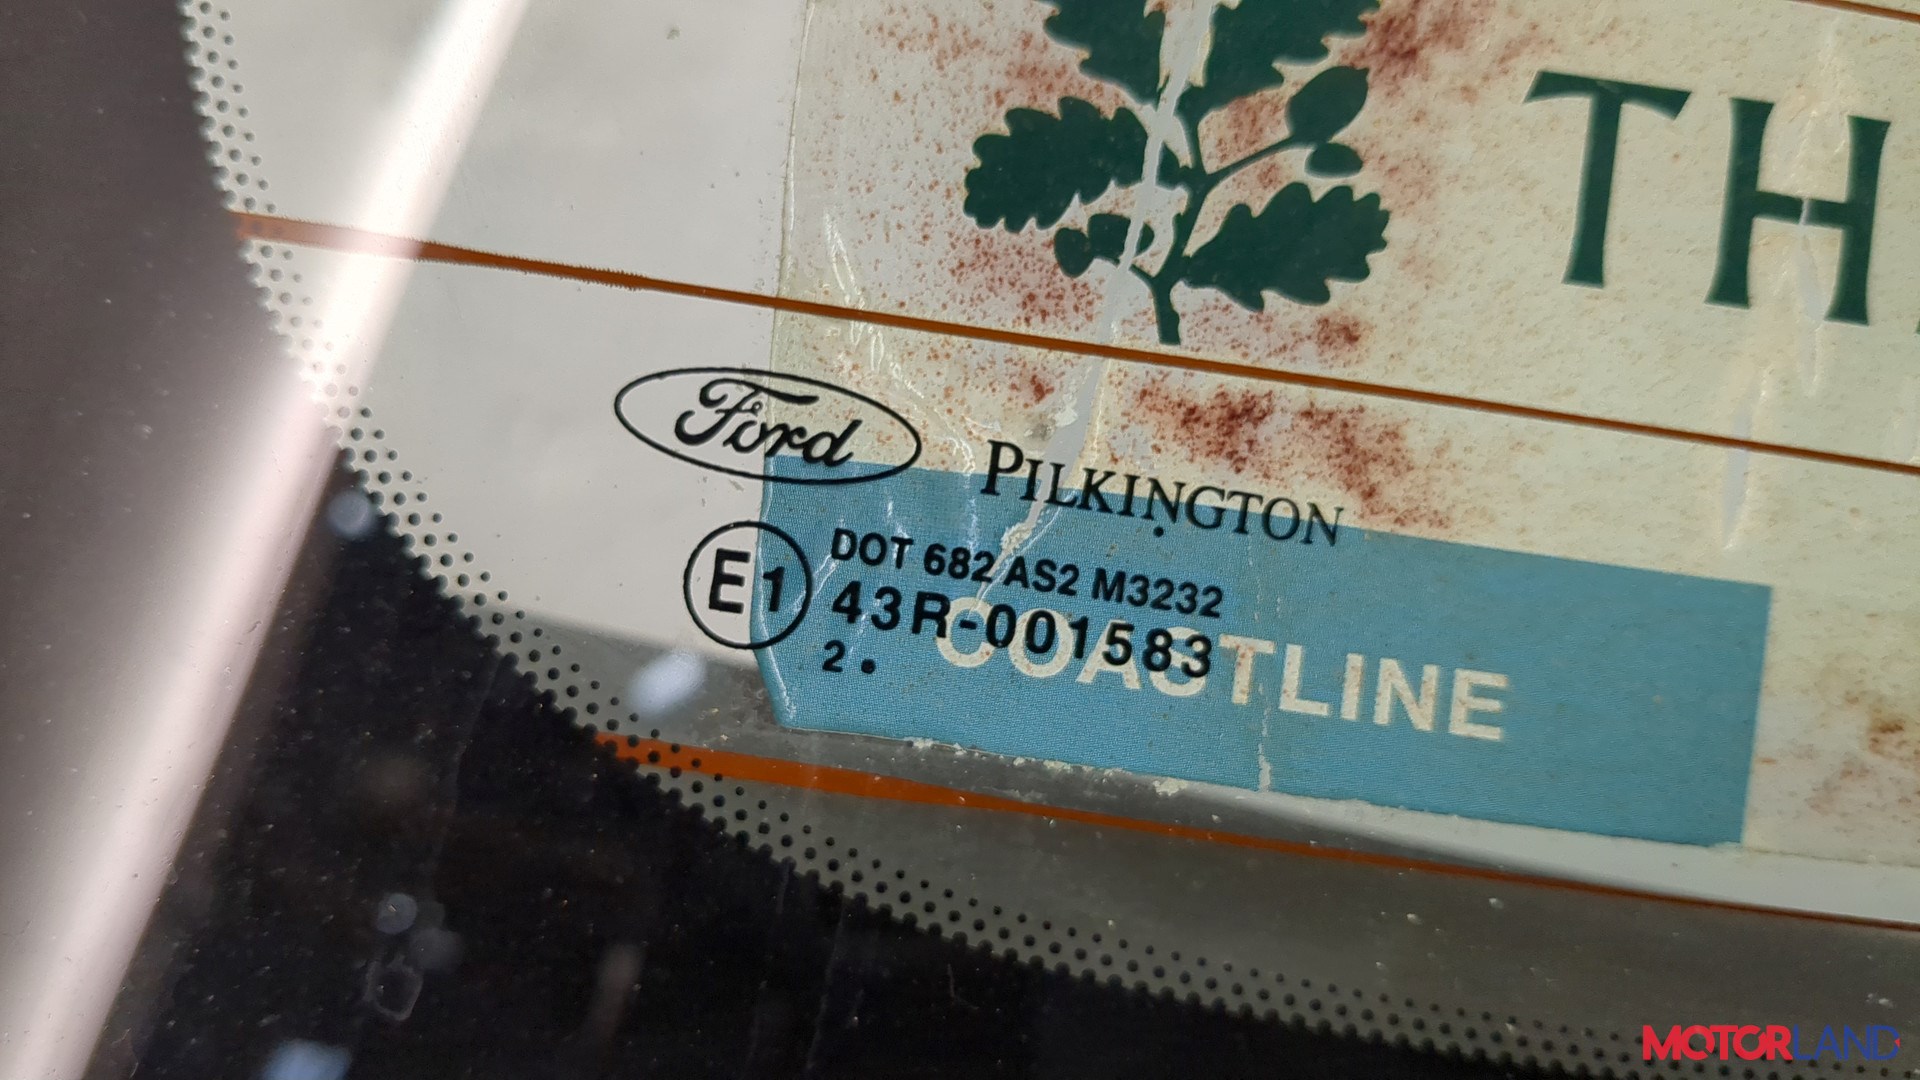 TH
Ford
PILKINGTON
E1
DOT 682 AS2 M3232
43R-001583
2 •
COASTLINE
MOTORLAND